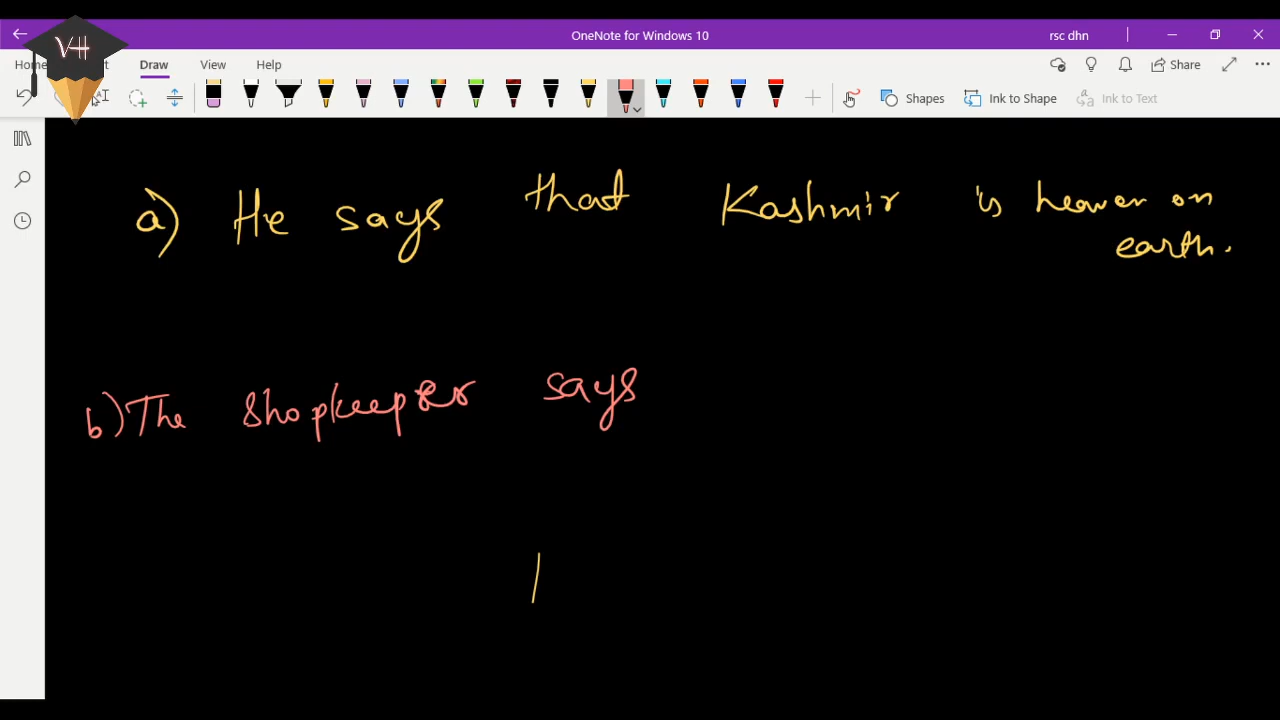 VH
OneNote for Windows 10
rsc dhn
Home
Draw
View
Help
Share
Shapes
Ink to Shape
Ink to Text
a) He says that Kashmir is heaven on
earth.
b) The Shopkeeper says